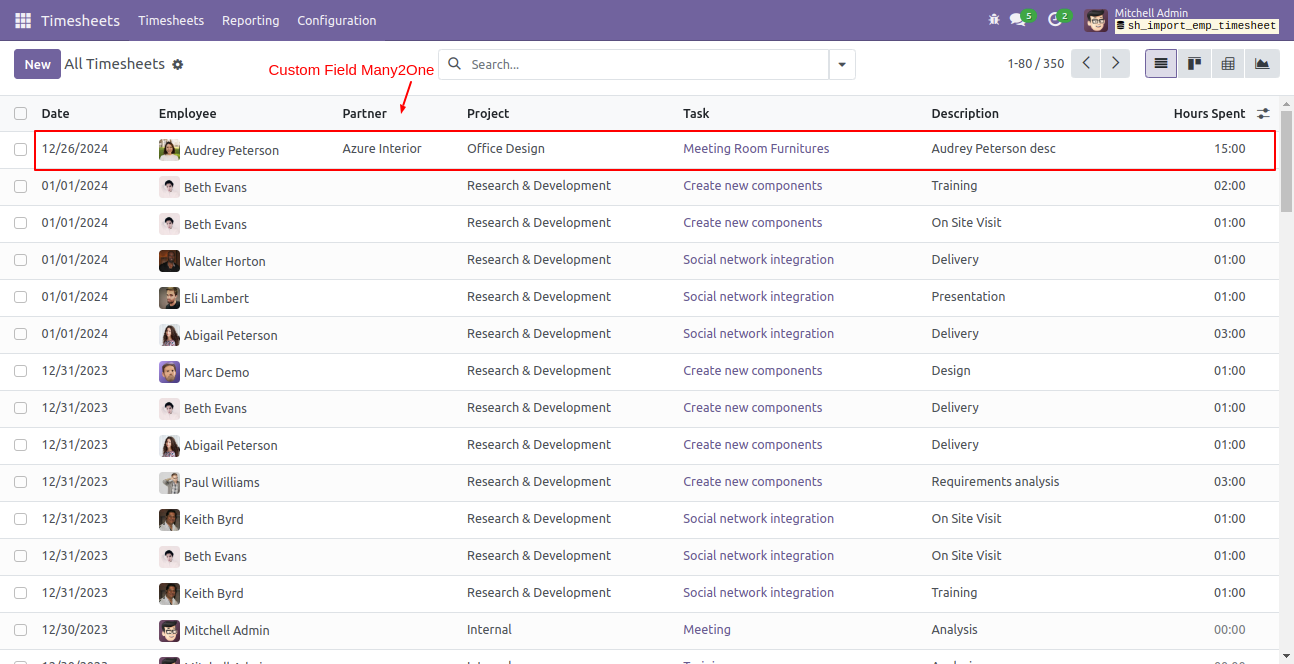 Timesheets Timesheets Reporting Configuration 5 2 Mitchell Admin
sh_import_emp_timesheet
New All Timesheets Search... 1-80 / 350
Custom Field Many2One
Date Employee Partner Project Task Description Hours Spent
12/26/2024 Audrey Peterson Azure Interior Office Design Meeting Room Furnitures Audrey Peterson desc 15:00
01/01/2024 Beth Evans Research & Development Create new components Training 02:00
01/01/2024 Beth Evans Research & Development Create new components On Site Visit 01:00
01/01/2024 Walter Horton Research & Development Social network integration Delivery 01:00
01/01/2024 Eli Lambert Research & Development Social network integration Presentation 01:00
01/01/2024 Abigail Peterson Research & Development Social network integration Delivery 03:00
12/31/2023 Marc Demo Research & Development Create new components Design 01:00
12/31/2023 Beth Evans Research & Development Create new components Delivery 01:00
12/31/2023 Abigail Peterson Research & Development Create new components Delivery 01:00
12/31/2023 Paul Williams Research & Development Create new components Requirements analysis 03:00
12/31/2023 Keith Byrd Research & Development Social network integration On Site Visit 01:00
12/31/2023 Beth Evans Research & Development Social network integration On Site Visit 01:00
12/31/2023 Keith Byrd Research & Development Social network integration Training 01:00
12/30/2023 Mitchell Admin Internal Meeting Analysis 00:00